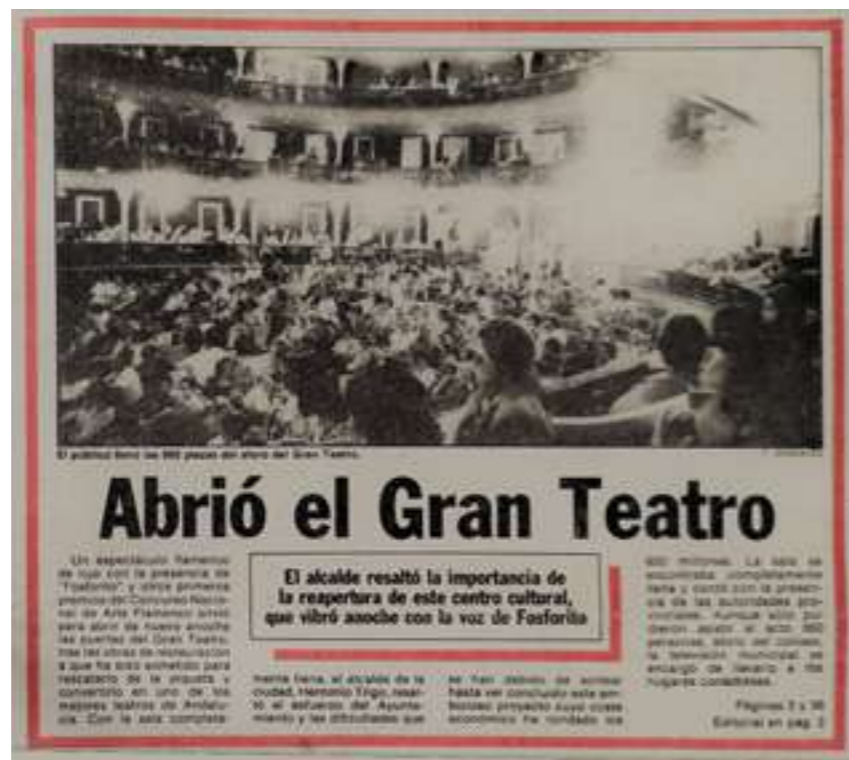 El público llenó las 960 plazas del aforo del Gran Teatro.
Abrió el Gran Teatro
El alcalde resaltó la importancia de
la reapertura de este centro cultural,
que vibró anoche con la voz de Fosforito
Un espectáculo flamenco
de lujo con la presencia de
"Fosforito" y otros primeros
premios del Concurso Nacio-
nal de Arte Flamenco sirvió
para abrir de nuevo anoche
las puertas del Gran Teatro,
tras las obras de restauración
a que ha sido sometido para
rescatarlo de la piqueta y
convertirlo en uno de los
mejores teatros de Andalu-
cía. Con la sala completa-
mente llena, el alcalde de la
ciudad, Herminio Trigo, resal-
tó el esfuerzo del Ayunta-
miento y las dificultades que
se han debido de sortear
hasta ver concluido este am-
bicioso proyecto cuyo coste
económico ha rondado los
millones. La sala se
encontraba completamente
llena y contó con la presen-
cia de las autoridades pro-
vinciales. Aunque sólo pu-
dieron asistir al acto
personas, aforo del coliseo,
la televisión municipal se
encargó de llevarlo a los
hogares cordobeses.
Páginas
Editorial en pág.